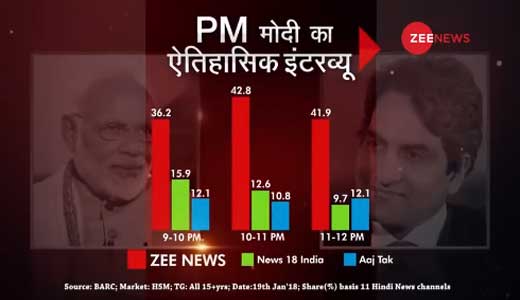 PM मोदी का
ऐतिहासिक इंटरव्यू
ZEE NEWS
36.2
15.9
12.1
9-10 PM.
42.8
12.6
10.8
10-11 PM
41.9
9.7
12.1
11-12 PM.
ZEE NEWS News 18 India Aaj Tak
Source: BARC; Market: HSM; TG: All 15+yrs; Date:19th Jan'18; Share(%) basis 11 Hindi News channels